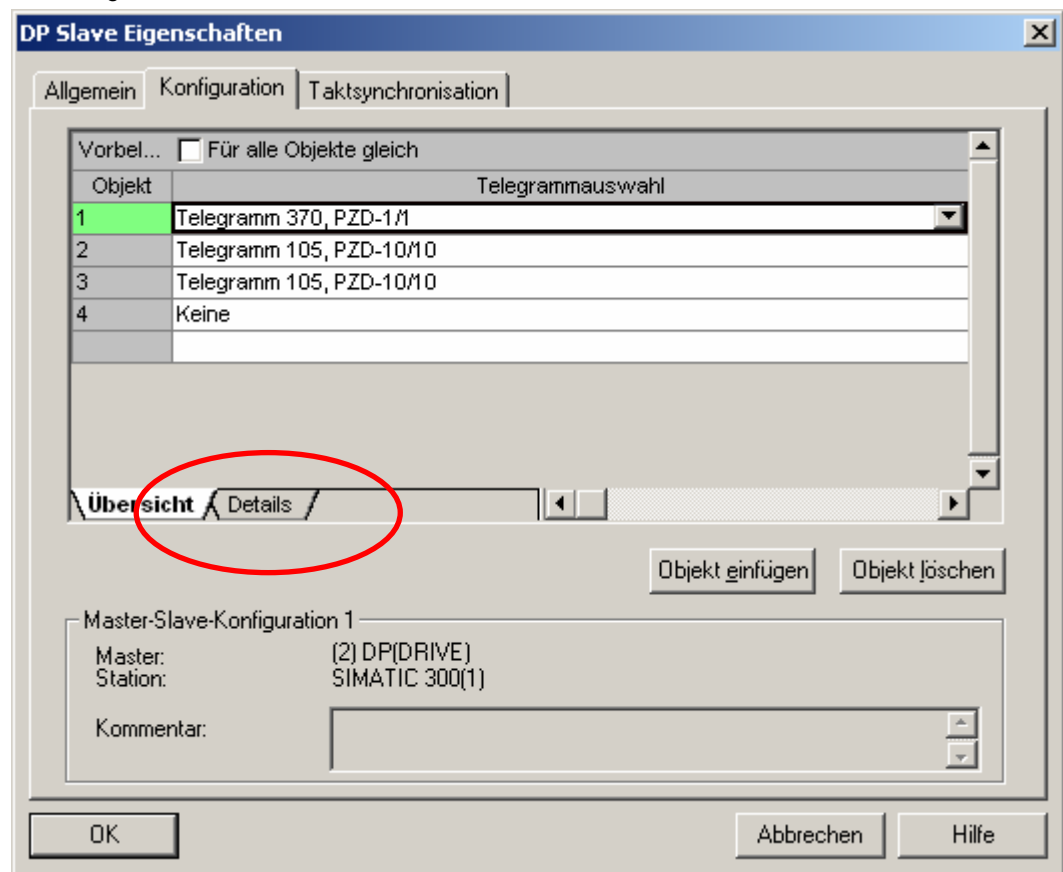 DP Slave Eigenschaften
Allgemein Konfiguration Taktsynchronisation
Vorbel... Für alle Objekte gleich
Objekt Telegrammauswahl
1 Telegramm 370, PZD-1/1
2 Telegramm 105, PZD-10/10
3 Telegramm 105, PZD-10/10
4 Keine
Übersicht Details
Objekt einfügen Objekt löschen
Master-Slave-Konfiguration 1
Master: (2) DP(DRIVE)
Station: SIMATIC 300(1)
Kommentar:
OK Abbrechen Hilfe